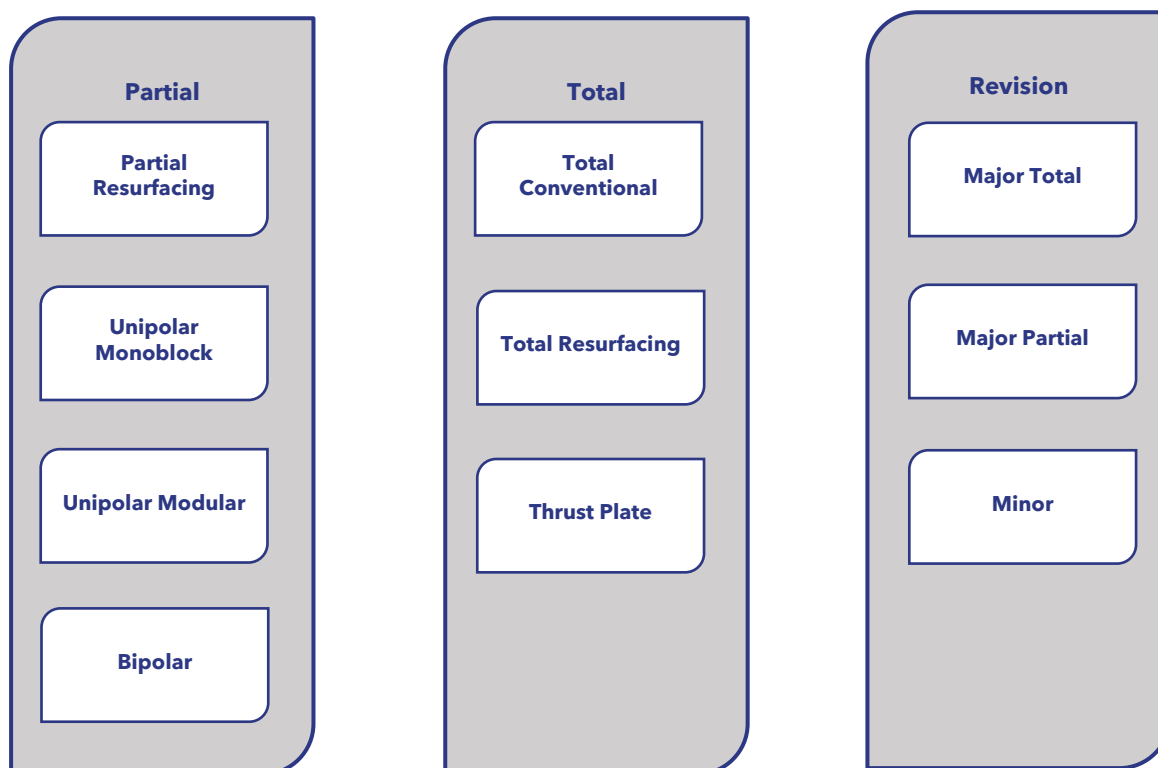 Partial
Partial
Resurfacing
Unipolar
Monoblock
Unipolar Modular
Bipolar
Total
Total
Conventional
Total Resurfacing
Thrust Plate
Revision
Major Total
Major Partial
Minor